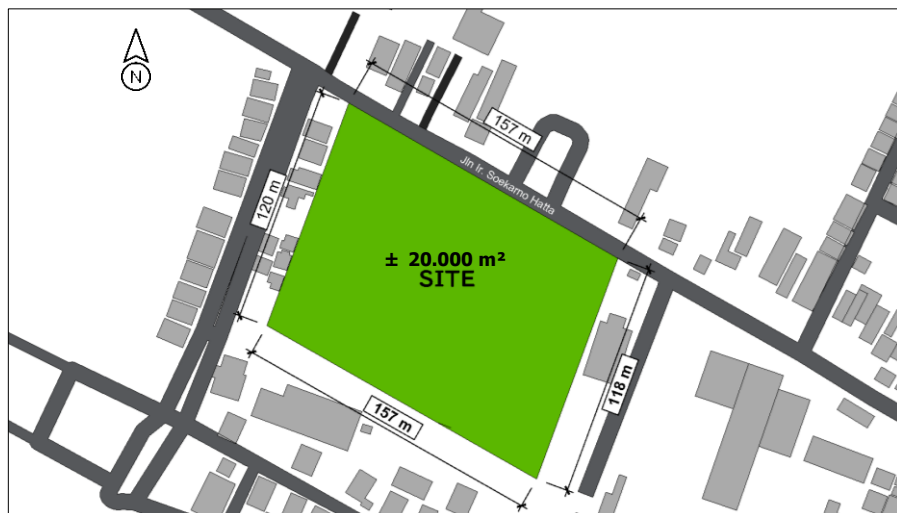 N
157 m
Jln Ir. Soekarno Hatta
120 m
± 20.000 m²
SITE
118 m
157 m